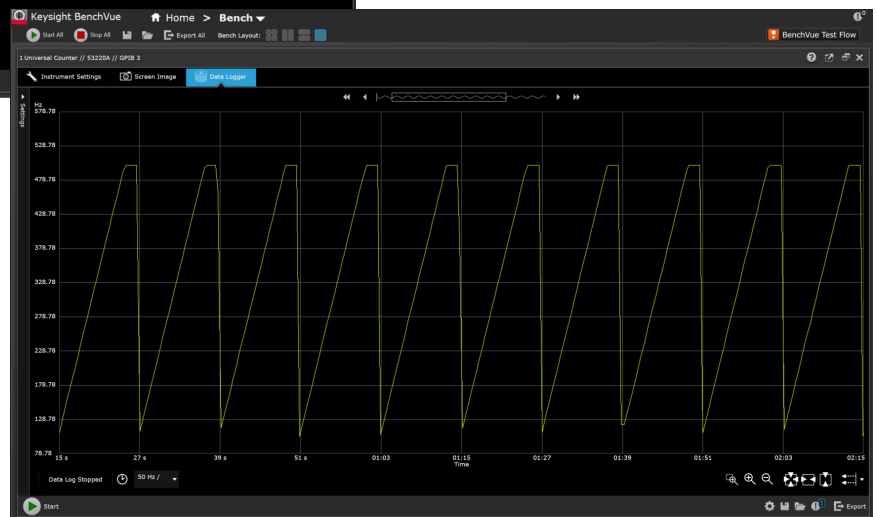 Keysight BenchVue Home > Bench
Start All Stop All Export All Bench Layout: BenchVue Test Flow
1 Universal Counter // 53220A // GPIB 3
Instrument Settings Screen Image Data Logger
Settings
Hz
578.78
528.78
478.78
428.78
378.78
328.78
278.78
228.78
178.78
128.78
78.78
15 s 27 s 39 s 51 s 01:03 01:15 01:27 01:39 01:51 02:03 02:15
Time
Data Log Stopped 50 Hz /
Start Export